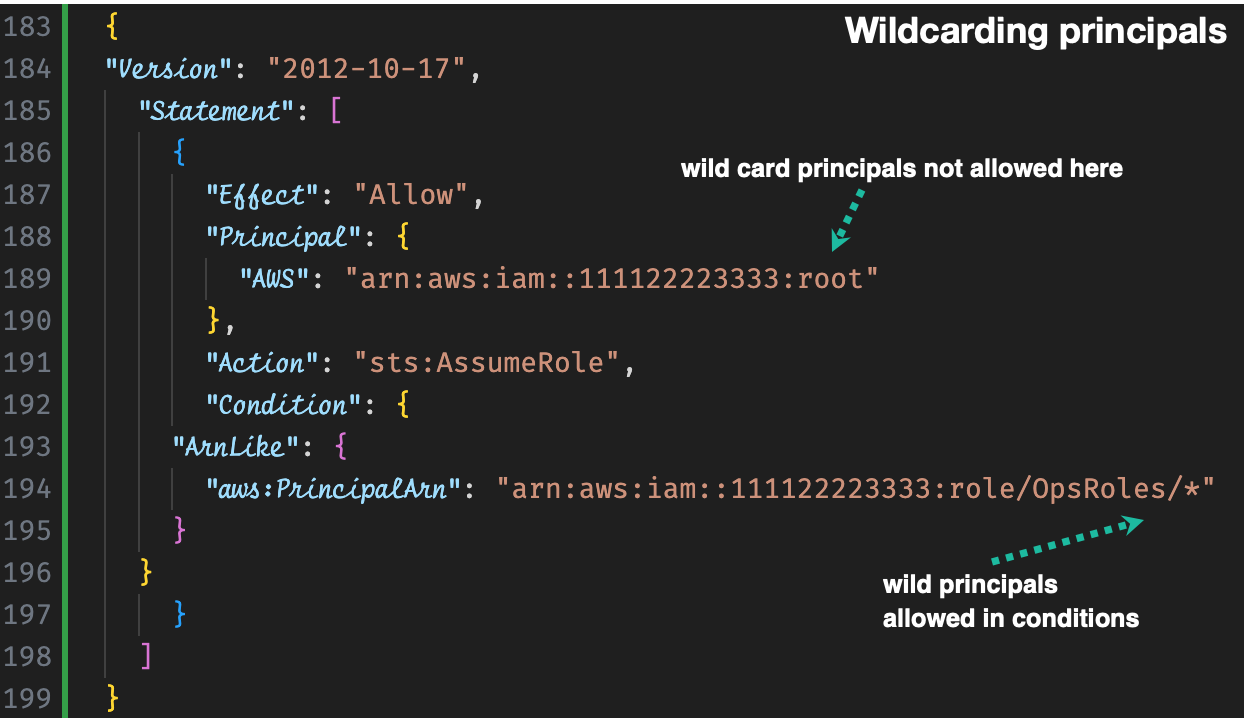 Wildcarding principals
183 {
184 "Version": "2012-10-17",
185 "Statement": [
186 {
wild card principals not allowed here
187 "Effect": "Allow",
188 "Principal": {
189 "AWS": "arn:aws:iam::111122223333:root"
190 },
191 "Action": "sts:AssumeRole",
192 "Condition": {
193 "ArnLike": {
194 "aws:PrincipalArn": "arn:aws:iam::111122223333:role/OpsRoles/*"
195 }
196 }
wild principals
allowed in conditions
197 }
198 ]
199 }